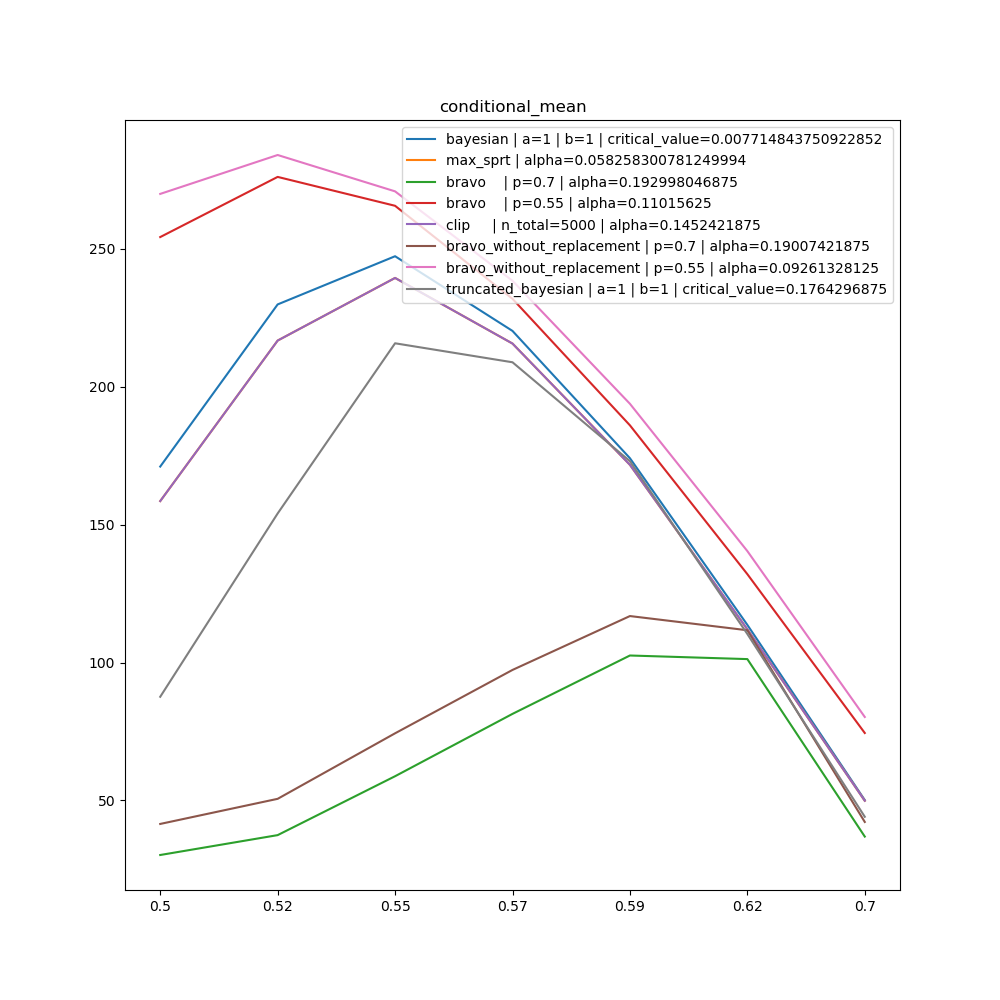 conditional_mean
bayesian | a=1 | b=1 | critical_value=0.007714843750922852
max_sprt | alpha=0.058258300781249994
bravo    | p=0.7 | alpha=0.192998046875
bravo    | p=0.55 | alpha=0.11015625
clip     | n_total=5000 | alpha=0.1452421875
bravo_without_replacement | p=0.7 | alpha=0.19007421875
bravo_without_replacement | p=0.55 | alpha=0.09261328125
truncated_bayesian | a=1 | b=1 | critical_value=0.1764296875
250
200
150
100
50
0.5 0.52 0.55 0.57 0.59 0.62 0.7